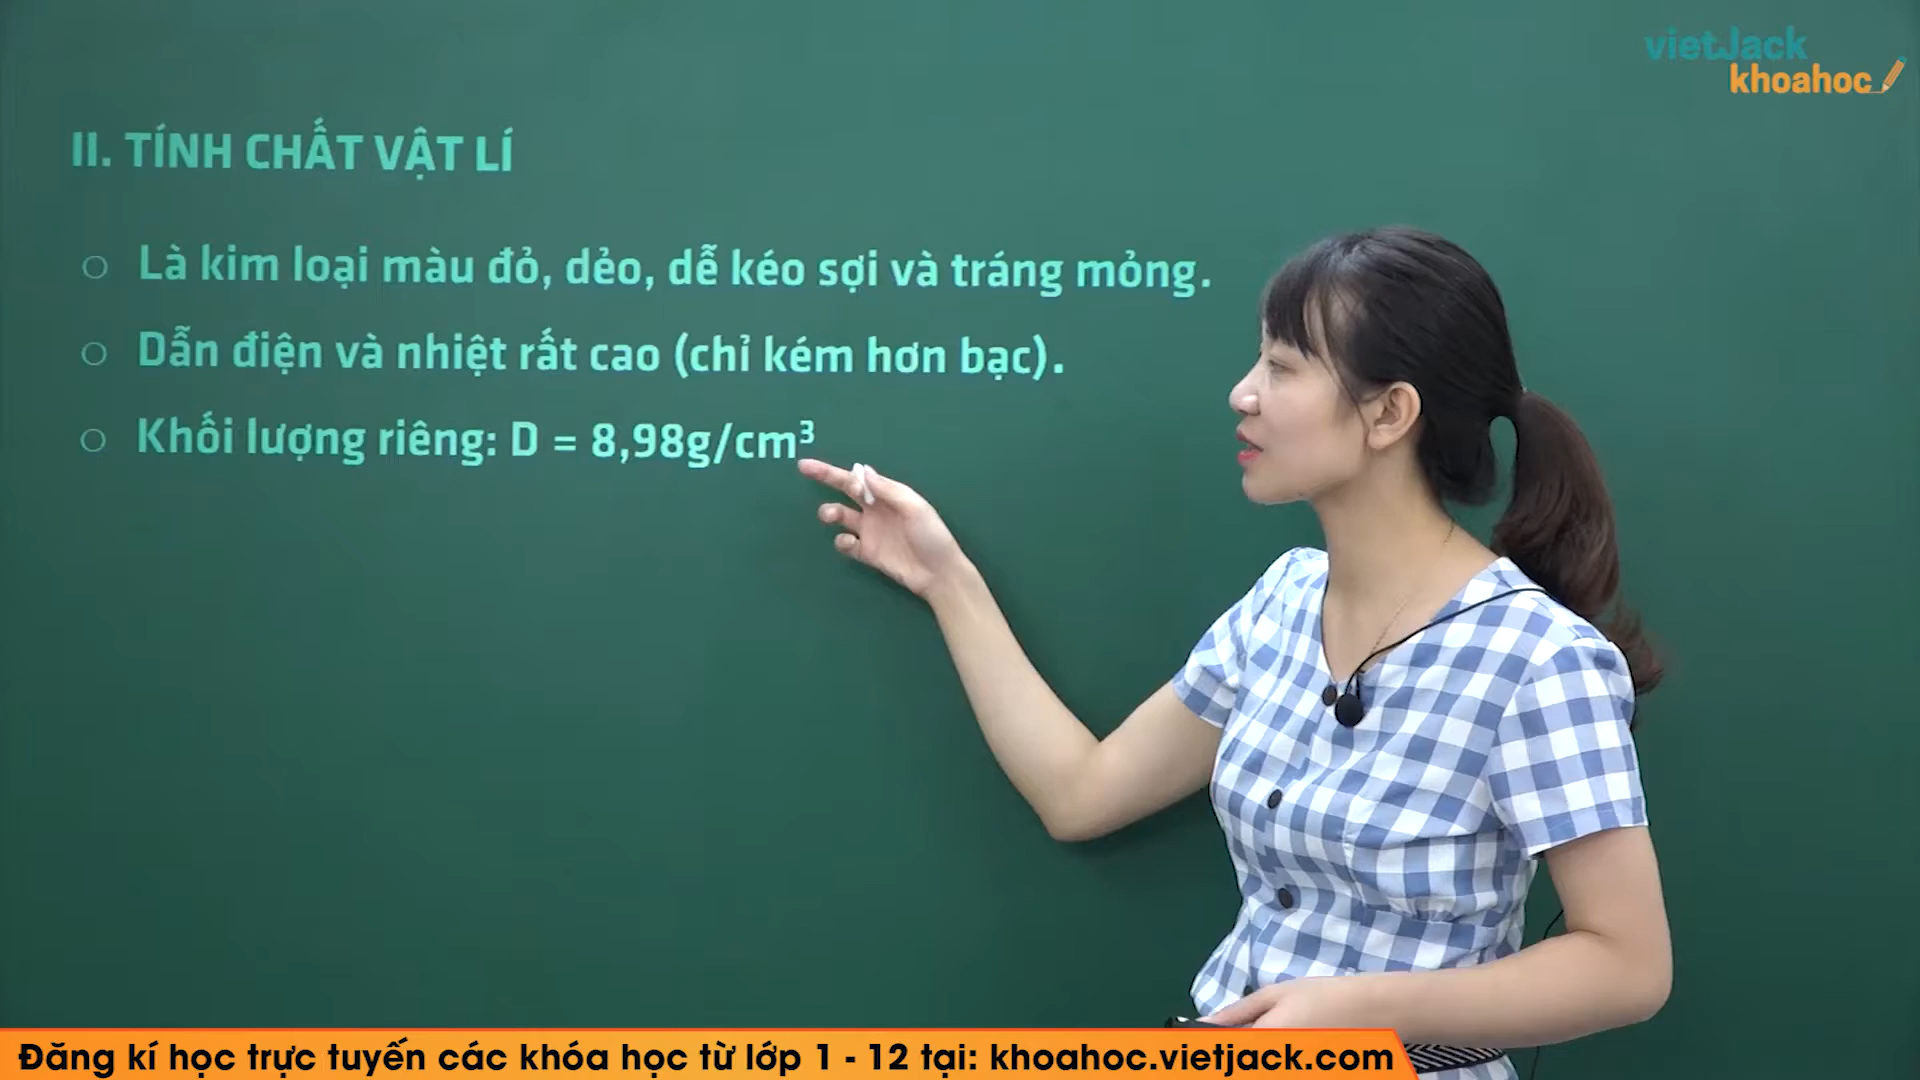 vietJack
khoahoc
II. TÍNH CHẤT VẬT LÍ
○ Là kim loại màu đỏ, dẻo, dễ kéo sợi và tráng mỏng.
○ Dẫn điện và nhiệt rất cao (chỉ kém hơn bạc).
○ Khối lượng riêng: D = 8,98g/cm³
Đăng kí học trực tuyến các khóa học từ lớp 1 - 12 tại: khoahoc.vietjack.com